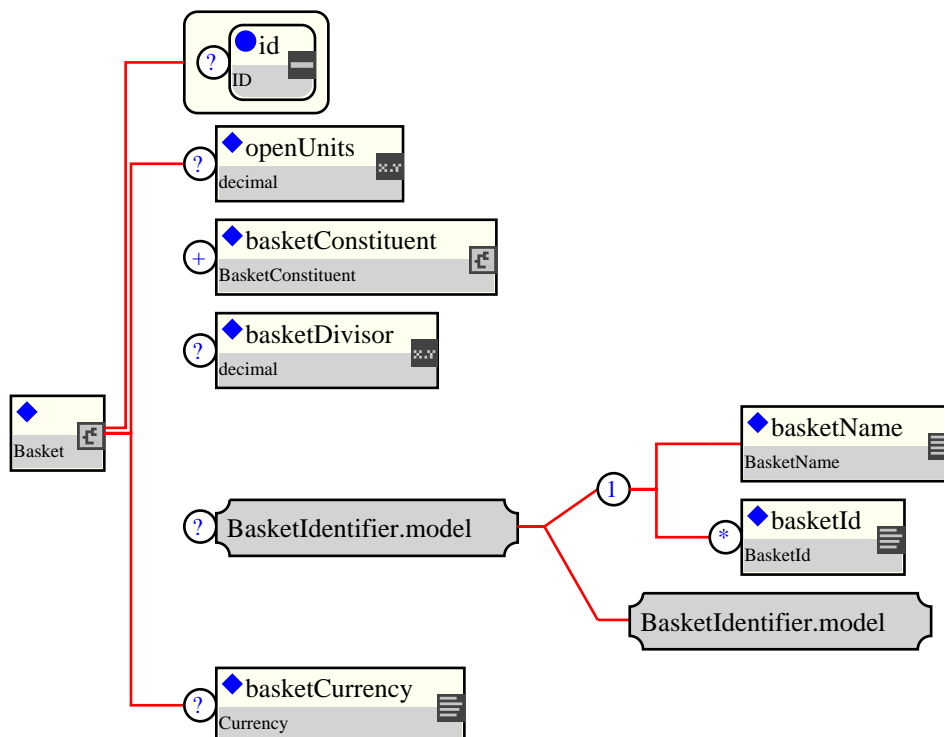 ?
id
ID
?
openUnits
x.Y
decimal
+
basketConstituent
BasketConstituent
?
basketDivisor
x.Y
decimal
Basket
?
BasketIdentifier.model
1
basketName
BasketName
*
basketId
BasketId
BasketIdentifier.model
?
basketCurrency
Currency